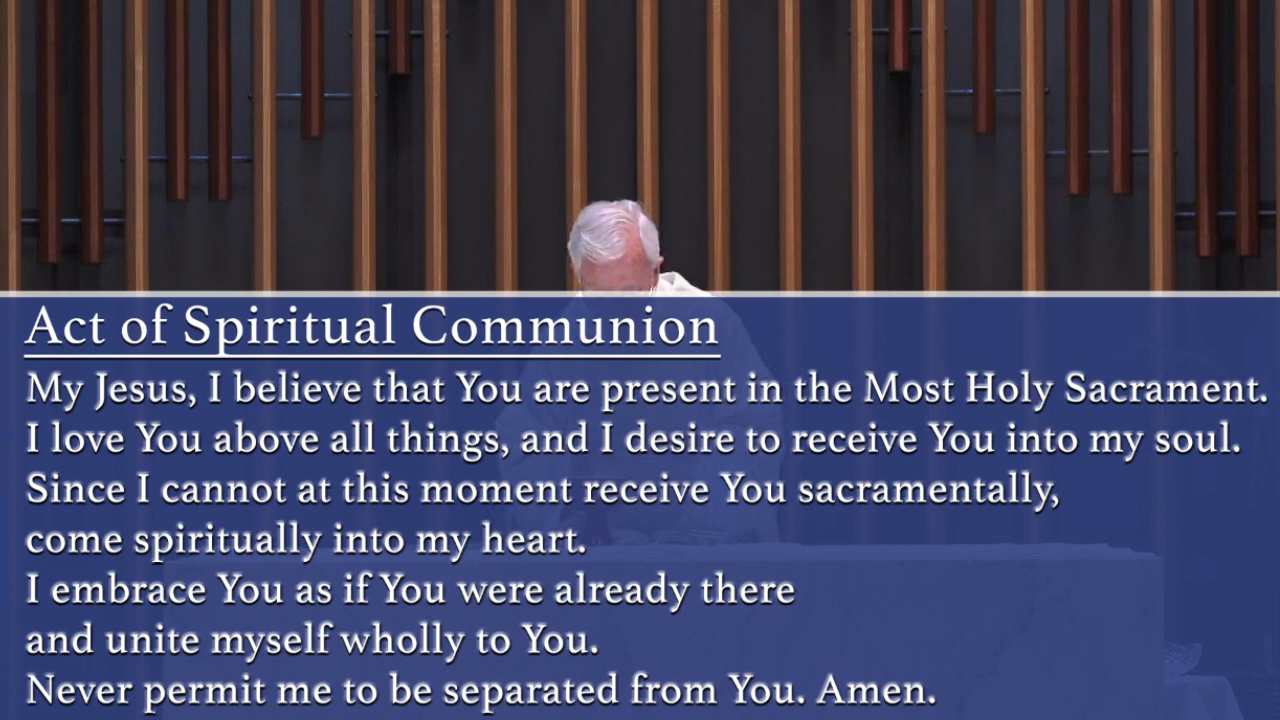 Act of Spiritual Communion
My Jesus, I believe that You are present in the Most Holy Sacrament.
I love You above all things, and I desire to receive You into my soul.
Since I cannot at this moment receive You sacramentally,
come spiritually into my heart.
I embrace You as if You were already there
and unite myself wholly to You.
Never permit me to be separated from You. Amen.